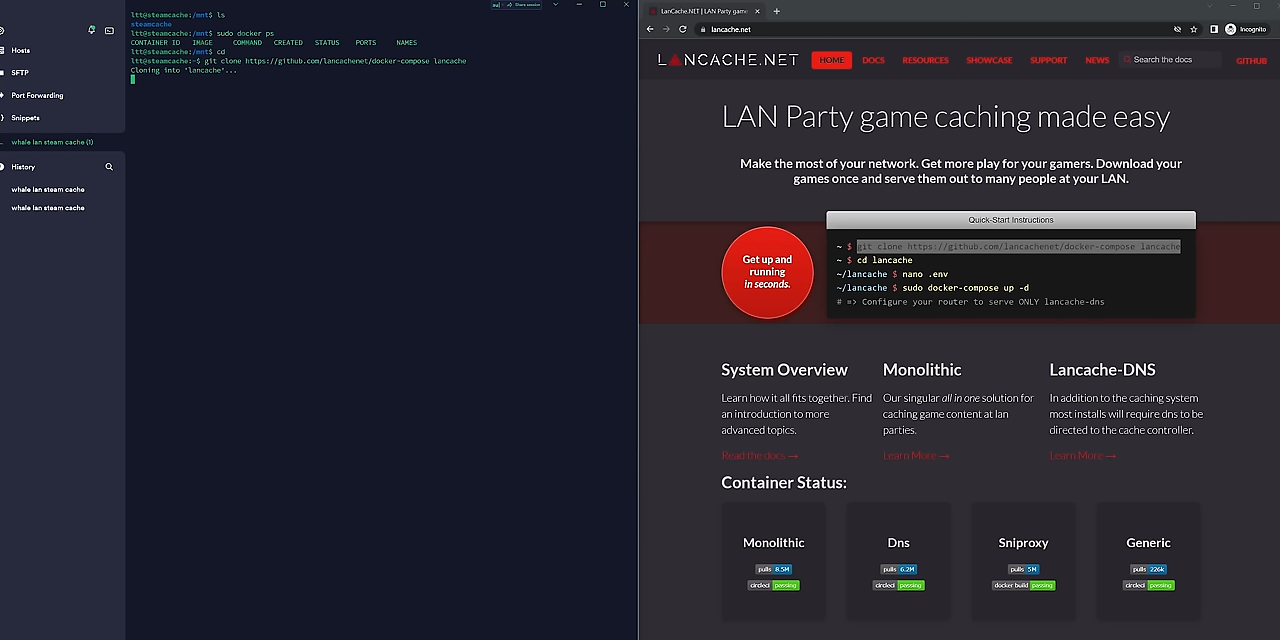 Share session
ltt@steamcache:/mnt$ ls
steamcache
ltt@steamcache:/mnt$ sudo docker ps
CONTAINER ID IMAGE COMMAND CREATED STATUS PORTS NAMES
ltt@steamcache:/mnt$ cd
ltt@steamcache:~$ git clone https://github.com/lancachenet/docker-compose lancache
Cloning into 'lancache'...
Hosts
SFTP
Port Forwarding
Snippets
whale lan steam cache (1)
History
whale lan steam cache
whale lan steam cache
LanCache.NET | LAN Party game
lancache.net
Incognito
LANCACHE.NET
HOME
DOCS
RESOURCES
SHOWCASE
SUPPORT
NEWS
Search the docs
GITHUB
LAN Party game caching made easy
Make the most of your network. Get more play for your gamers. Download your
games once and serve them out to many people at your LAN.
Get up and
running
in seconds.
Quick-Start Instructions
~ $ git clone https://github.com/lancachenet/docker-compose lancache
~ $ cd lancache
~/lancache $ nano .env
~/lancache $ sudo docker-compose up -d
# => Configure your router to serve ONLY lancache-dns
System Overview
Learn how it all fits together. Find
an introduction to more
advanced topics.
Read the docs →
Monolithic
Our singular all in one solution for
caching game content at lan
parties.
Learn More →
Lancache-DNS
In addition to the caching system
most installs will require dns to be
directed to the cache controller.
Learn More →
Container Status:
Monolithic
pulls 8.5M
circleci passing
Dns
pulls 6.2M
circleci passing
Sniproxy
pulls 5M
docker build passing
Generic
pulls 226k
circleci passing